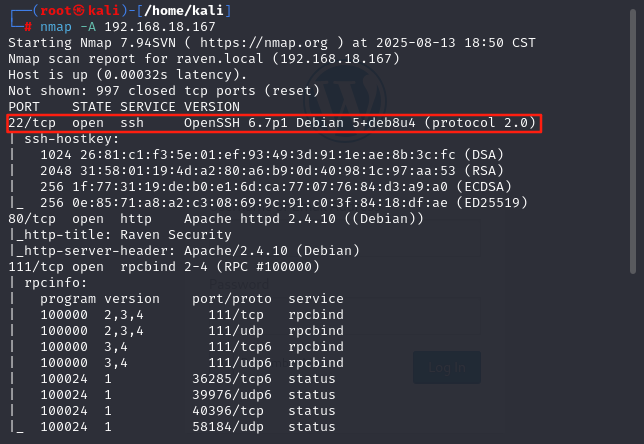 ┌──(root㉿kali)-[/home/kali]
└─# nmap -A 192.168.18.167
Starting Nmap 7.94SVN ( https://nmap.org ) at 2025-08-13 18:50 CST
Nmap scan report for raven.local (192.168.18.167)
Host is up (0.00032s latency).
Not shown: 997 closed tcp ports (reset)
PORT    STATE SERVICE VERSION
22/tcp  open  ssh     OpenSSH 6.7p1 Debian 5+deb8u4 (protocol 2.0)
| ssh-hostkey:
|   1024 26:81:c1:f3:5e:01:ef:93:49:3d:91:1e:ae:8b:3c:fc (DSA)
|   2048 31:58:01:19:4d:a2:80:a6:b9:0d:40:98:1c:97:aa:53 (RSA)
|   256 1f:77:31:19:de:b0:e1:6d:ca:77:07:76:84:d3:a9:a0 (ECDSA)
|_  256 0e:85:71:a8:a2:c3:08:69:9c:91:c0:3f:84:18:df:ae (ED25519)
80/tcp  open  http    Apache httpd 2.4.10 ((Debian))
|_http-title: Raven Security
|_http-server-header: Apache/2.4.10 (Debian)
111/tcp open  rpcbind 2-4 (RPC #100000)
| rpcinfo:
|   program version    port/proto  service
|   100000  2,3,4        111/tcp   rpcbind
|   100000  2,3,4        111/udp   rpcbind
|   100000  3,4          111/tcp6  rpcbind
|   100000  3,4          111/udp6  rpcbind
|   100024  1          36285/tcp6  status
|   100024  1          39976/udp6  status
|   100024  1          40396/tcp   status
|_  100024  1          58184/udp   status
Password
Log in